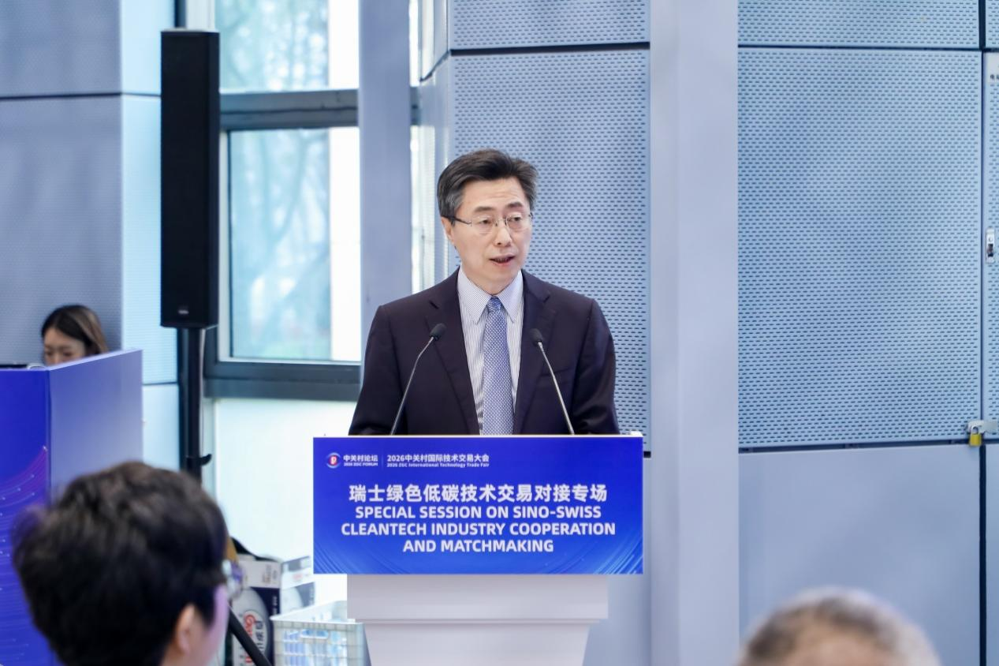 中关村论坛
2026 ZGC FORUM
2026中关村国际技术交易大会
2026 ZGC International Technology Trade Fair
瑞士绿色低碳技术交易对接专场
SPECIAL SESSION ON SINO-SWISS
CLEANTECH INDUSTRY COOPERATION
AND MATCHMAKING